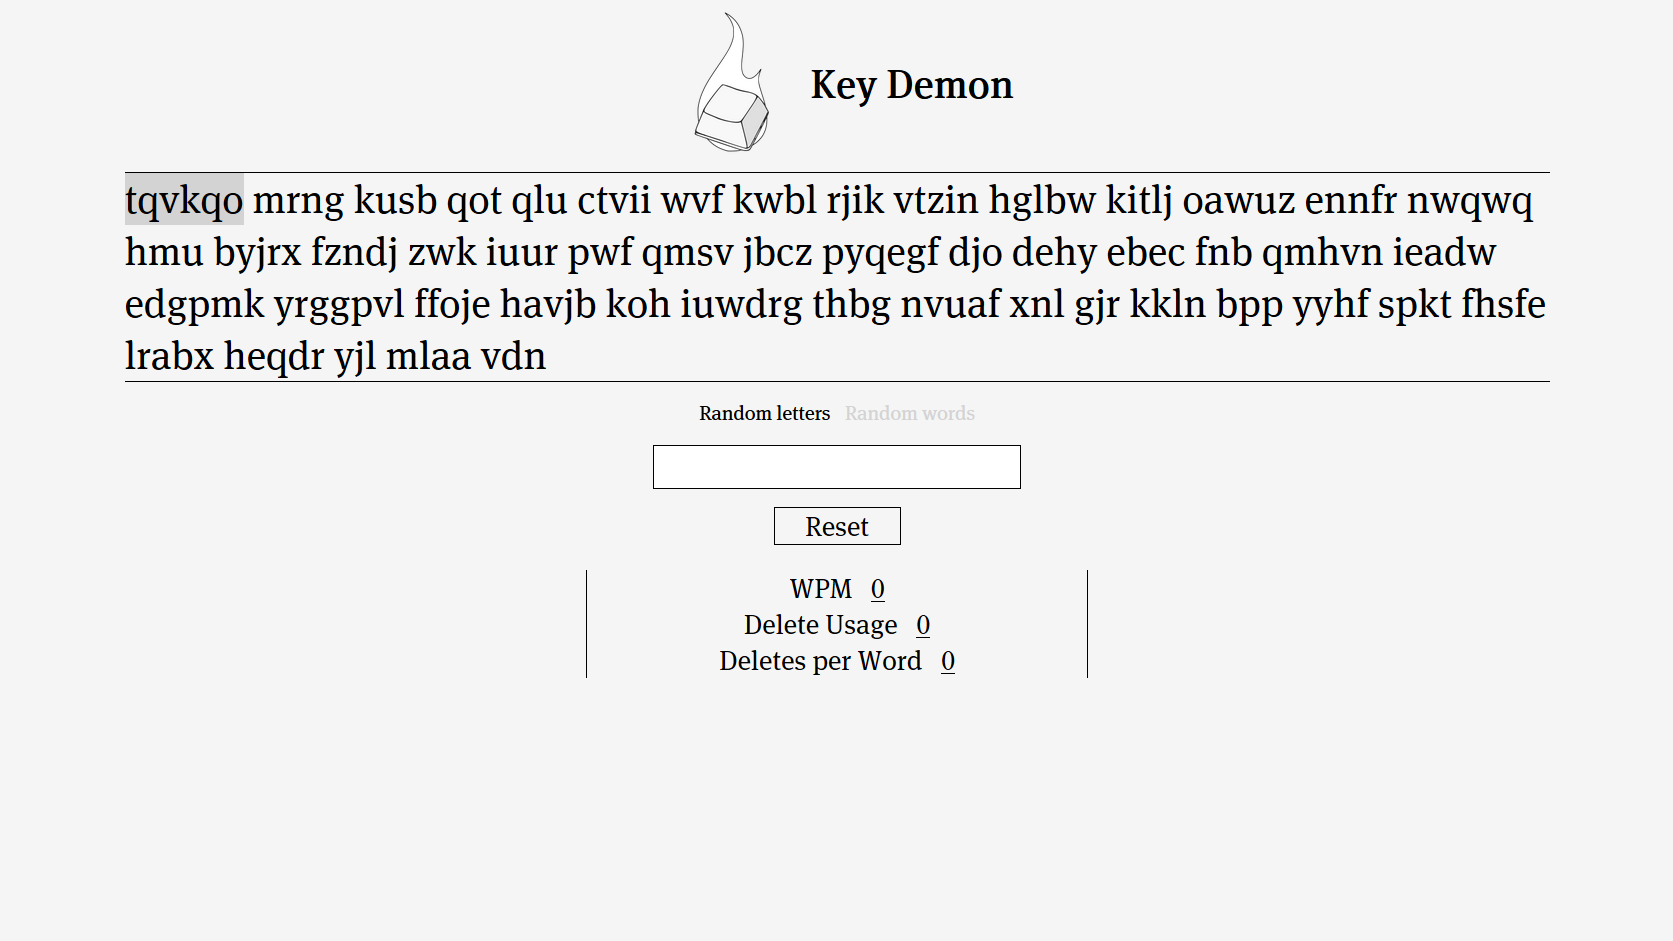 Key Demon
tqvkqo mrng kusb qot qlu ctvii wvf kwbl rjik vtzin hglbw kitlj oawuz ennfr nwqwq
hmu byjrx fzndj zwk iuur pwf qmsv jbcz pyqegf djo dehy ebec fnb qmhvn ieadw
edgpmk yrggpvl ffoje havjb koh iuwdrg thbg nvuaf xnl gjr kkln bpp yyhf spkt fhsfe
lrabx heqdr yjl mlaa vdn
Random letters Random words
Reset
WPM 0
Delete Usage 0
Deletes per Word 0